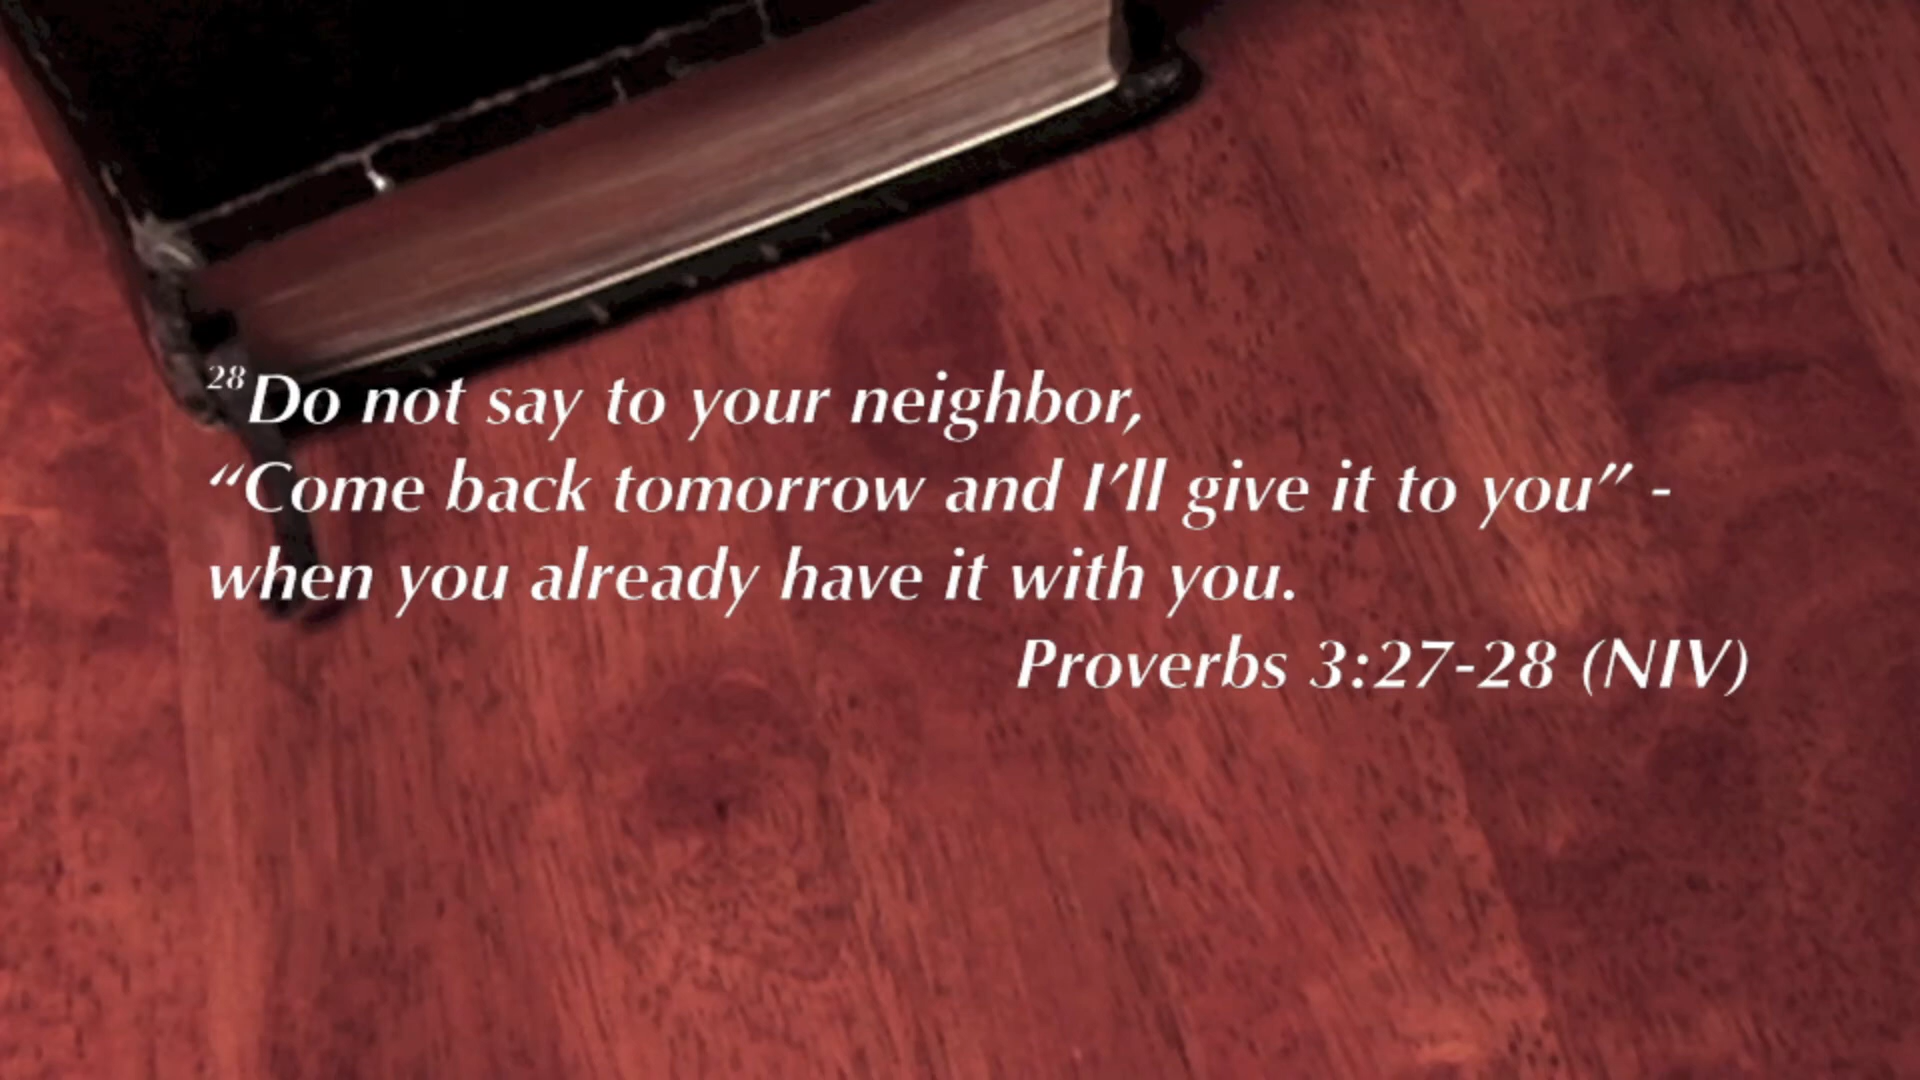 28Do not say to your neighbor,
“Come back tomorrow and I’ll give it to you” -
when you already have it with you.
Proverbs 3:27-28 (NIV)